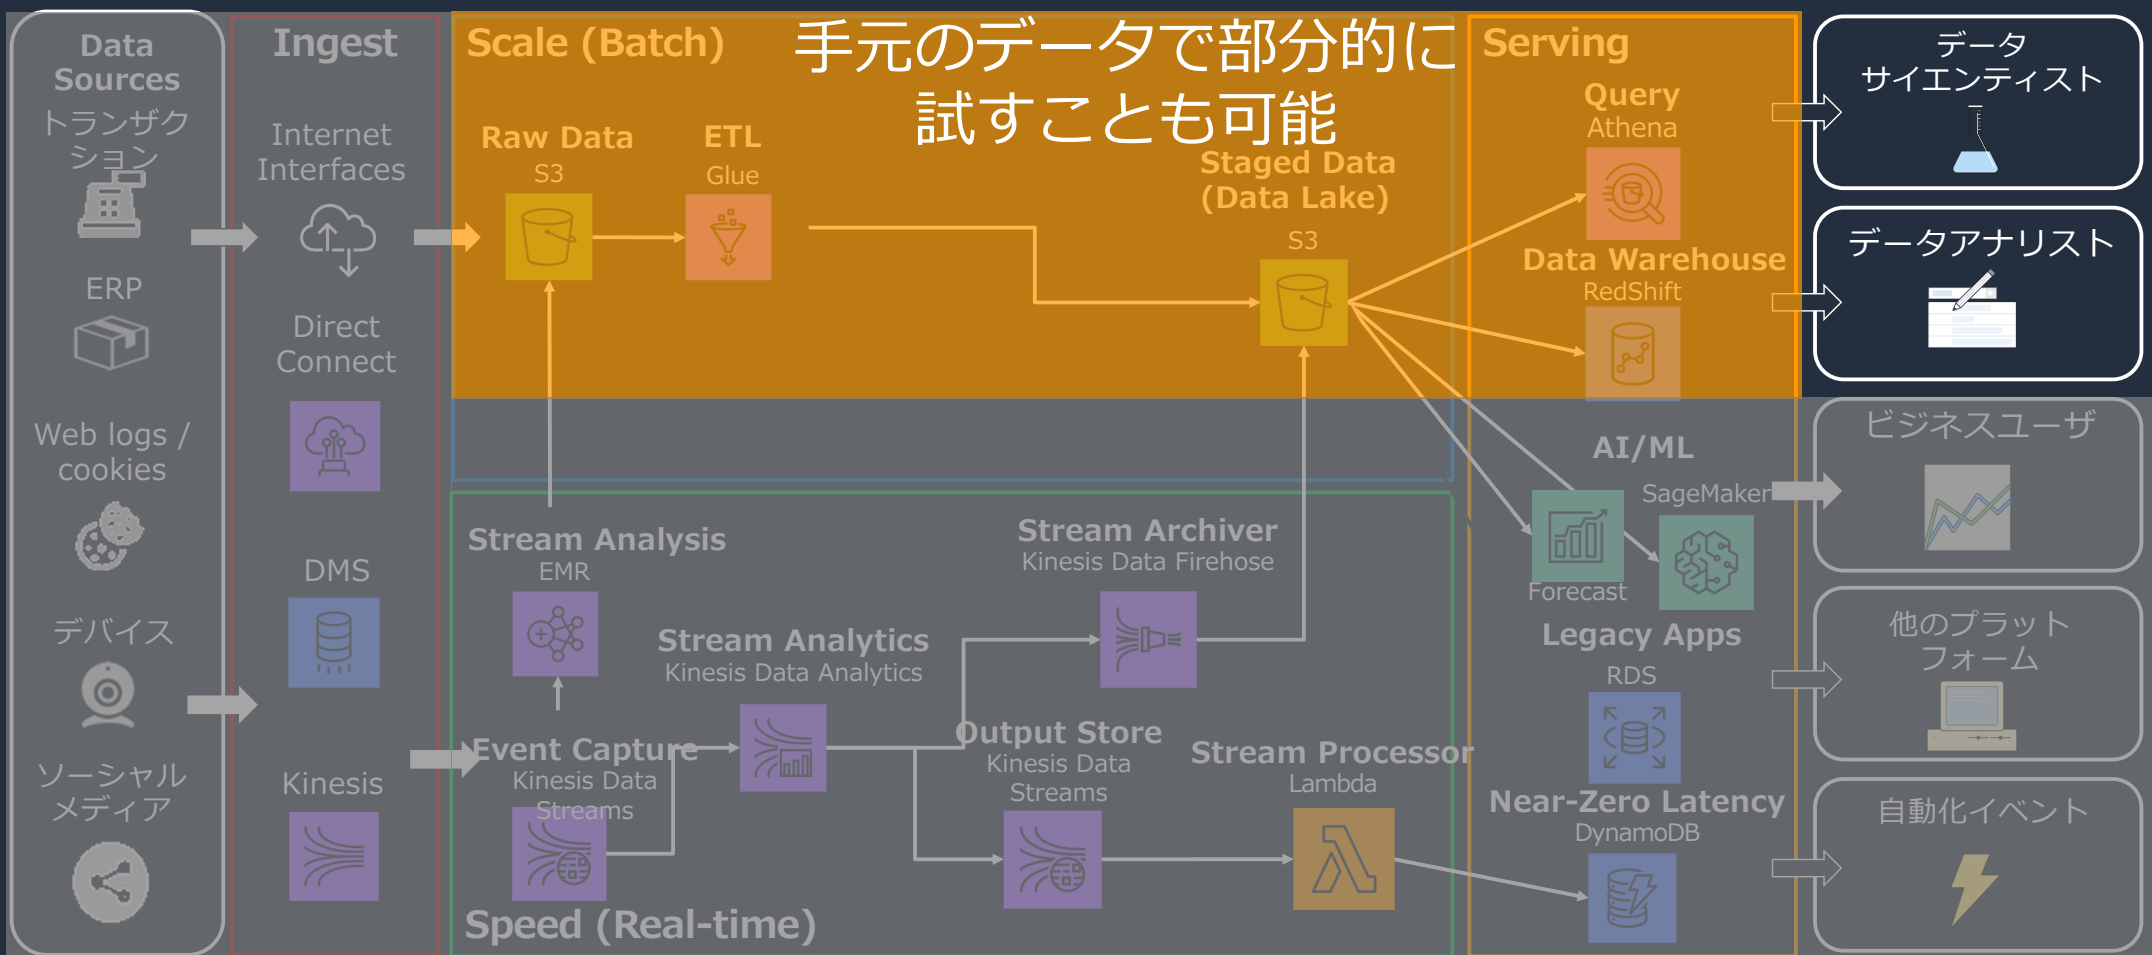 Data
Sources
トランザク
ション
ERP
Web logs /
cookies
デバイス
ソーシャル
メディア
Ingest
Internet
Interfaces
Direct
Connect
DMS
Kinesis
Scale (Batch)
手元のデータで部分的に
試すことも可能
Raw Data
S3
ETL
Glue
Staged Data
(Data Lake)
S3
Stream Analysis
EMR
Stream Analytics
Kinesis Data Analytics
Stream Archiver
Kinesis Data Firehose
Event Capture
Kinesis Data
Streams
Output Store
Kinesis Data
Streams
Stream Processor
Lambda
Speed (Real-time)
Serving
Query
Athena
Data Warehouse
RedShift
AI/ML
SageMaker
Forecast
Legacy Apps
RDS
Near-Zero Latency
DynamoDB
データ
サイエンティスト
データアナリスト
ビジネスユーザ
他のプラット
フォーム
自動化イベント